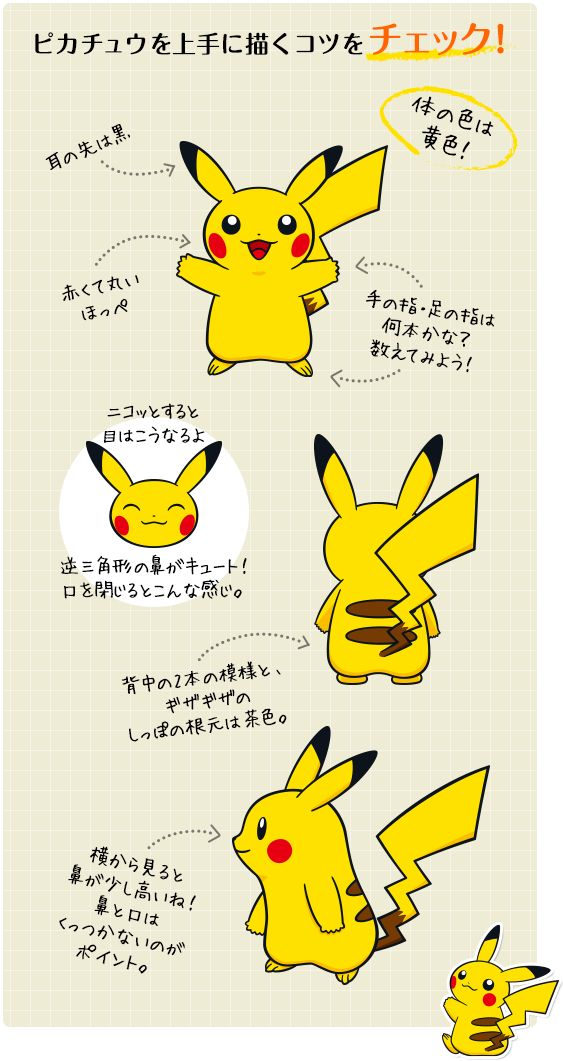 ピカチュウを上手に描くコツをチェック!
体の色は
黄色!
耳の先は黒。
赤くて丸い
ほっぺ
手の指・足の指は
何本かな?
数えてみよう!
ニコッとすると
目はこうなるよ
逆三角形の鼻がキュート!
口を閉じるとこんな感じ。
背中の2本の模様と、
ギザギザの
しっぽの根元は茶色。
横から見ると
鼻が少し高いね!
鼻と口は
くっつかないのが
ポイント。